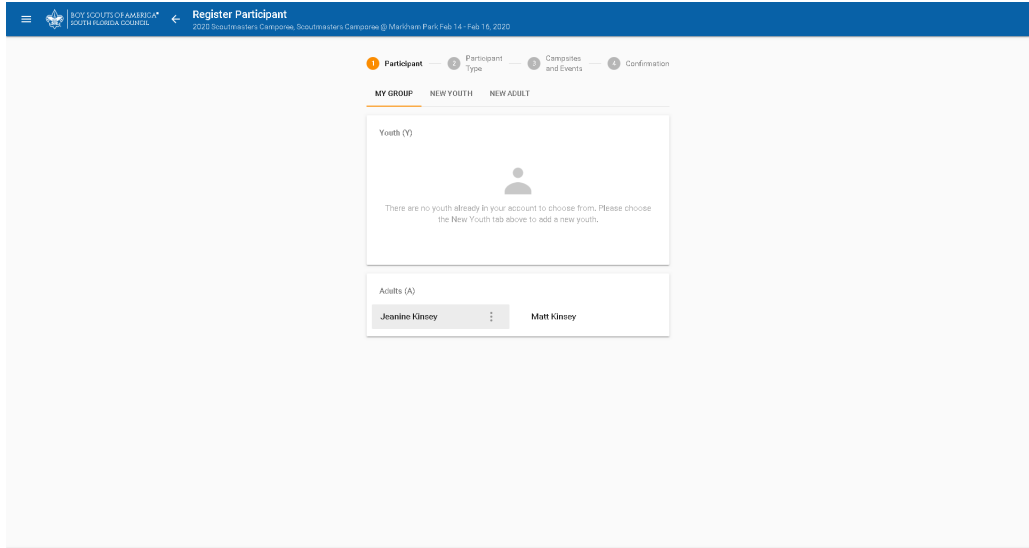 BOY SCOUTS OF AMERICA®
SOUTH FLORIDA COUNCIL
Register Participant
2020 Scoutmasters Camporee, Scoutmasters Camporee @ Markham Park Feb 14 - Feb 16, 2020
1 Participant
2 Participant Type
3 Campsites and Events
4 Confirmation
MY GROUP NEW YOUTH NEW ADULT
Youth (Y)
There are no youth already in your account to choose from. Please choose
the New Youth tab above to add a new youth.
Adults (A)
Jeanine Kinsey Matt Kinsey